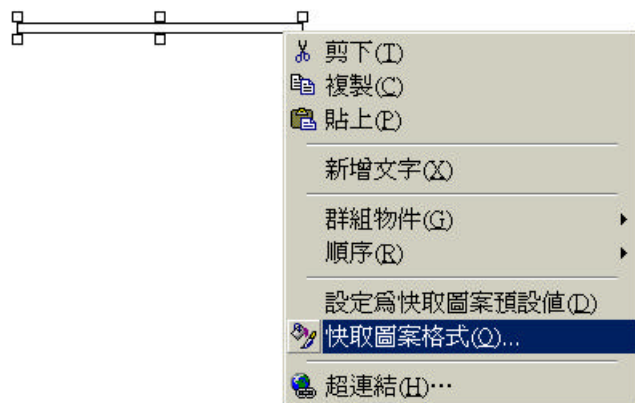 剪下(T)
複製(C)
貼上(P)
新增文字(X)
群組物件(G)
順序(R)
設定為快取圖案預設值(D)
快取圖案格式(O)...
超連結(H)…